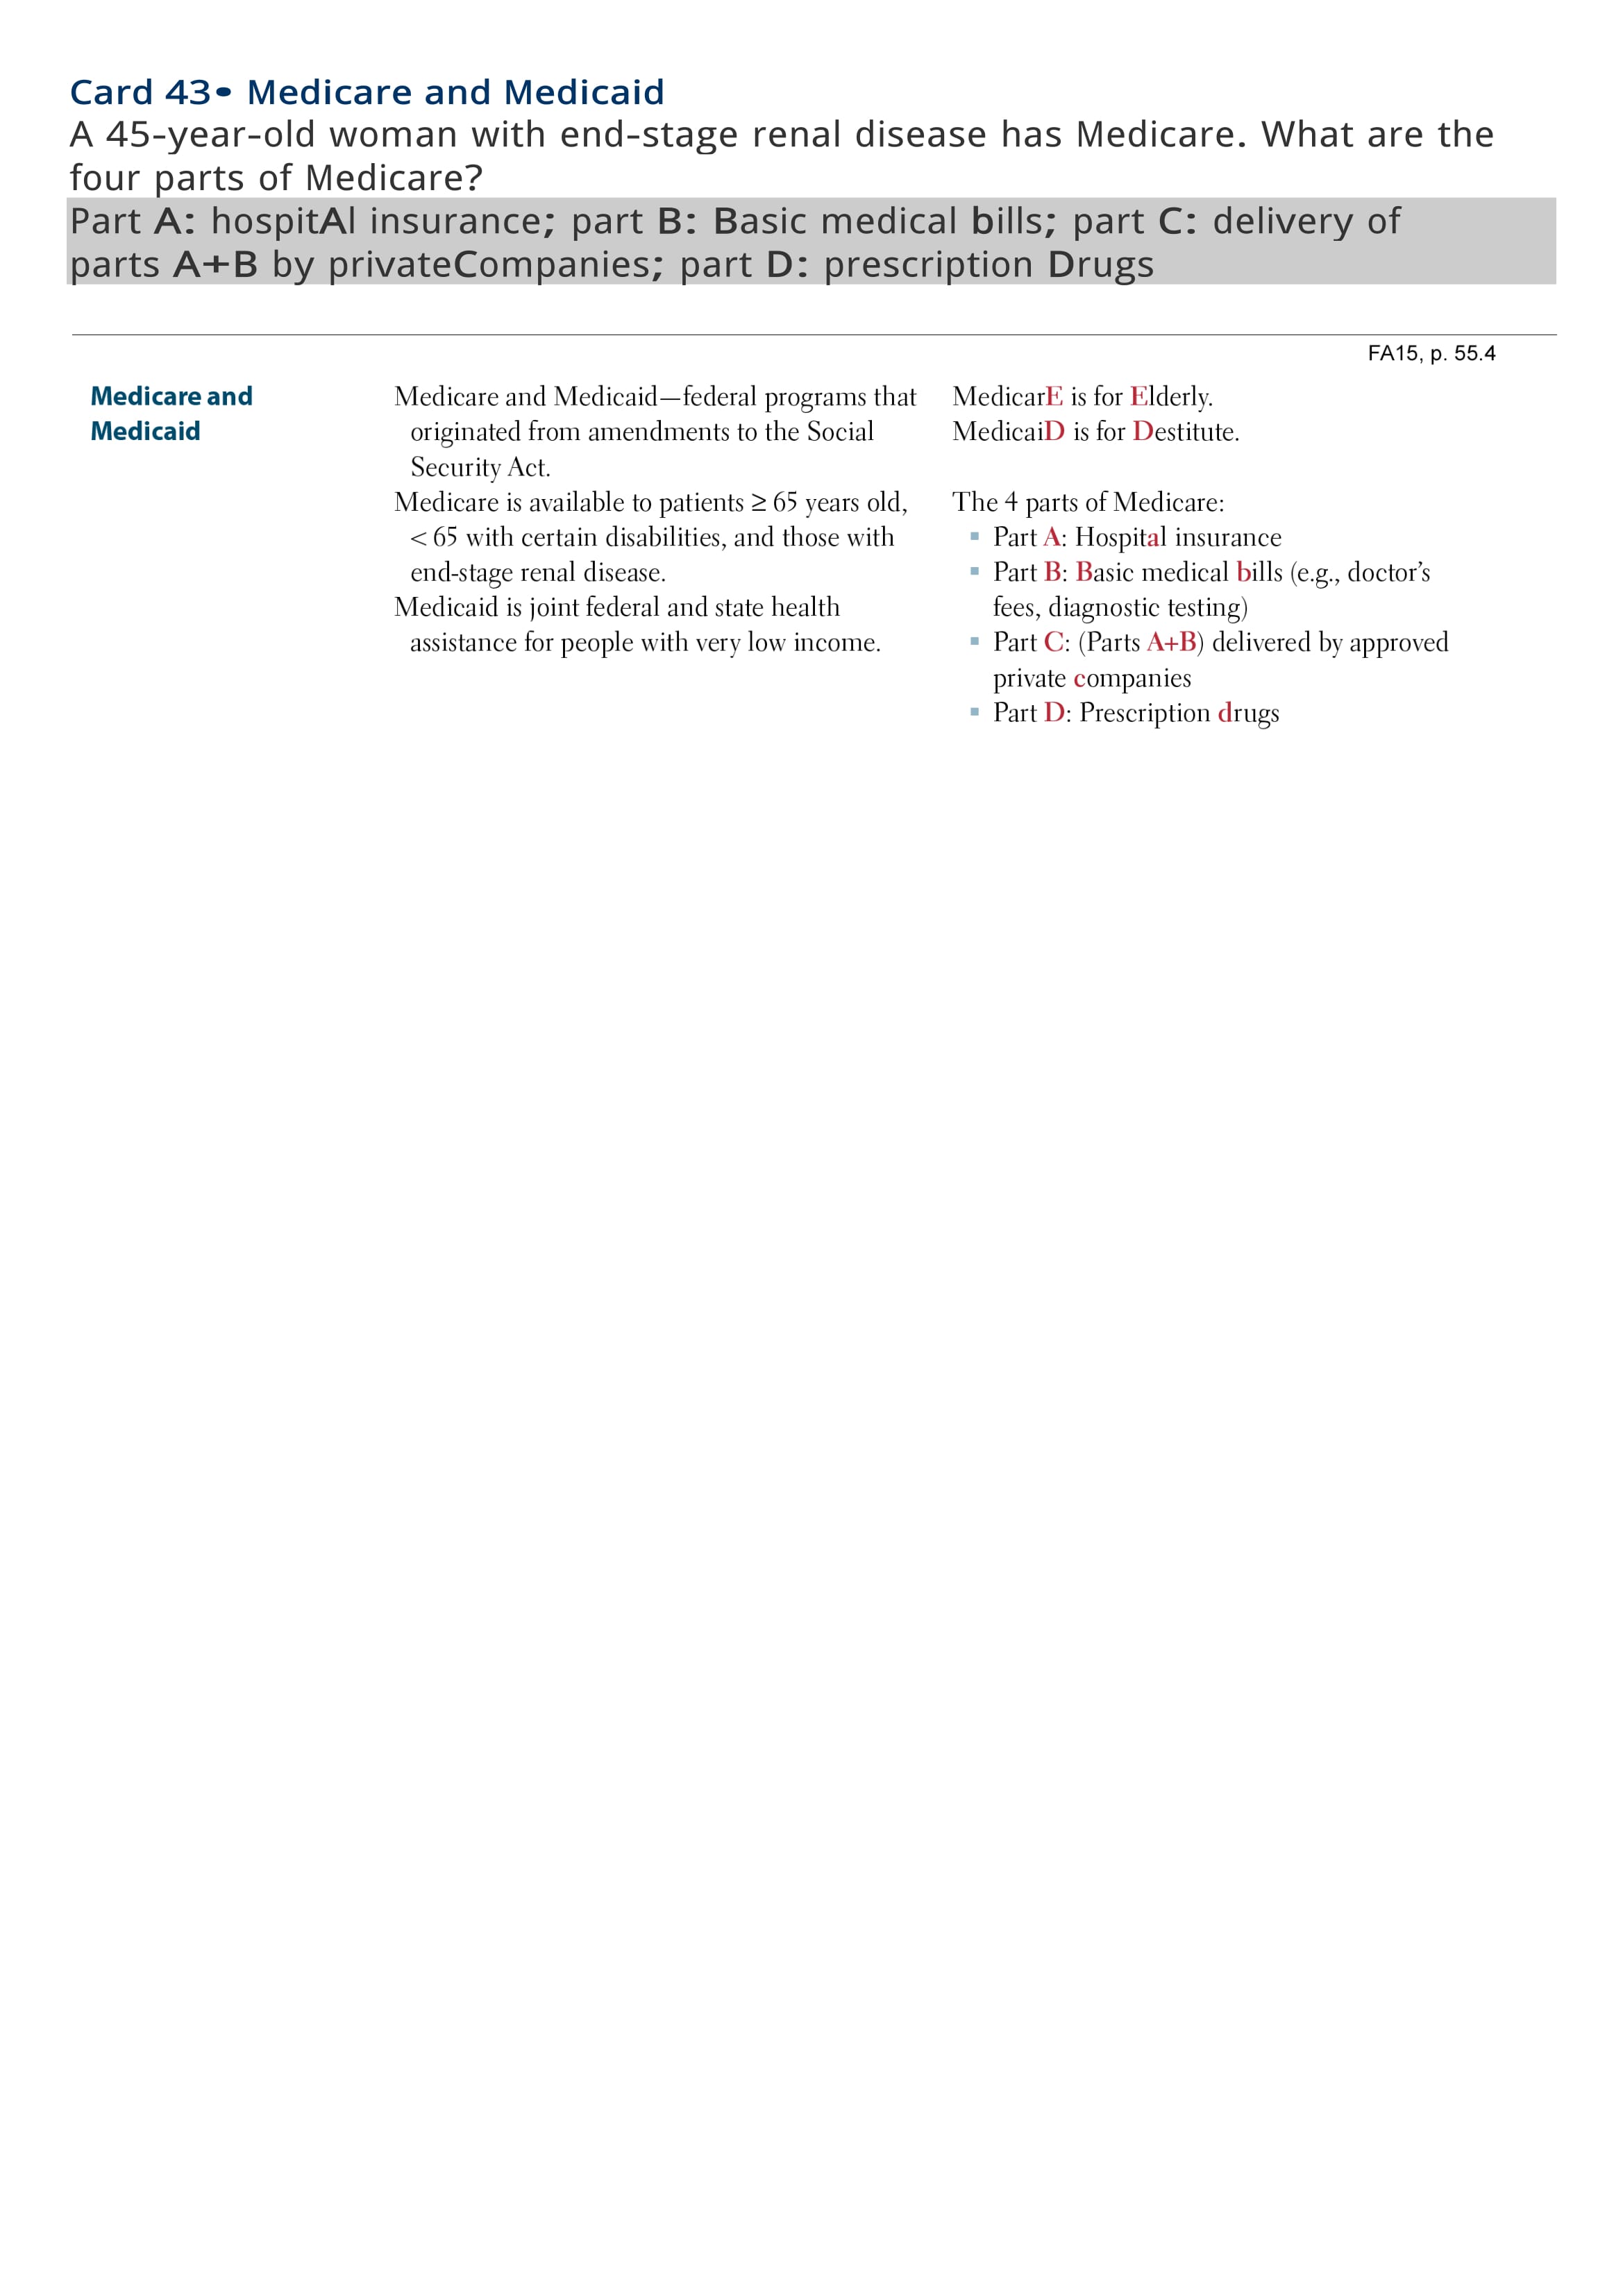 Card 43• Medicare and Medicaid
A 45-year-old woman with end-stage renal disease has Medicare. What are the
four parts of Medicare?
Part A: hospitAl insurance; part B: Basic medical bills; part C: delivery of
parts A+B by privateCompanies; part D: prescription Drugs
FA15, p. 55.4
Medicare and
Medicaid
Medicare and Medicaid—federal programs that
originated from amendments to the Social
Security Act.
Medicare is available to patients ≥ 65 years old,
< 65 with certain disabilities, and those with
end-stage renal disease.
Medicaid is joint federal and state health
assistance for people with very low income.
MedicarE is for Elderly.
MedicaiD is for Destitute.
The 4 parts of Medicare:
▪ Part A: Hospital insurance
▪ Part B: Basic medical bills (e.g., doctor's
fees, diagnostic testing)
▪ Part C: (Parts A+B) delivered by approved
private companies
▪ Part D: Prescription drugs